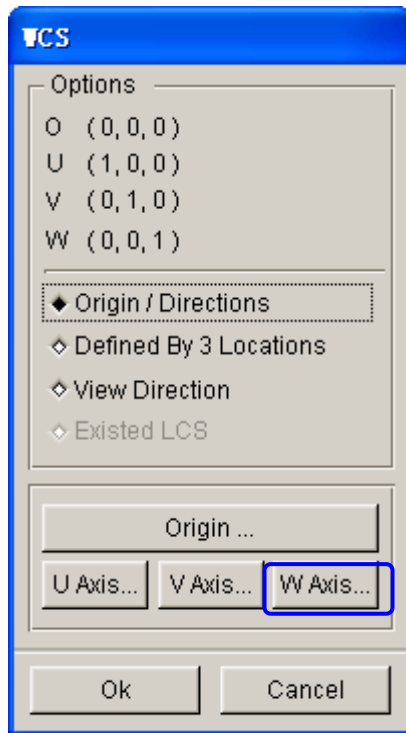 WCS
Options
O (0,0,0)
U (1,0,0)
V (0,1,0)
W (0,0,1)
Origin / Directions
Defined By 3 Locations
View Direction
Existed LCS
Origin ...
U Axis... V Axis... W Axis...
Ok Cancel